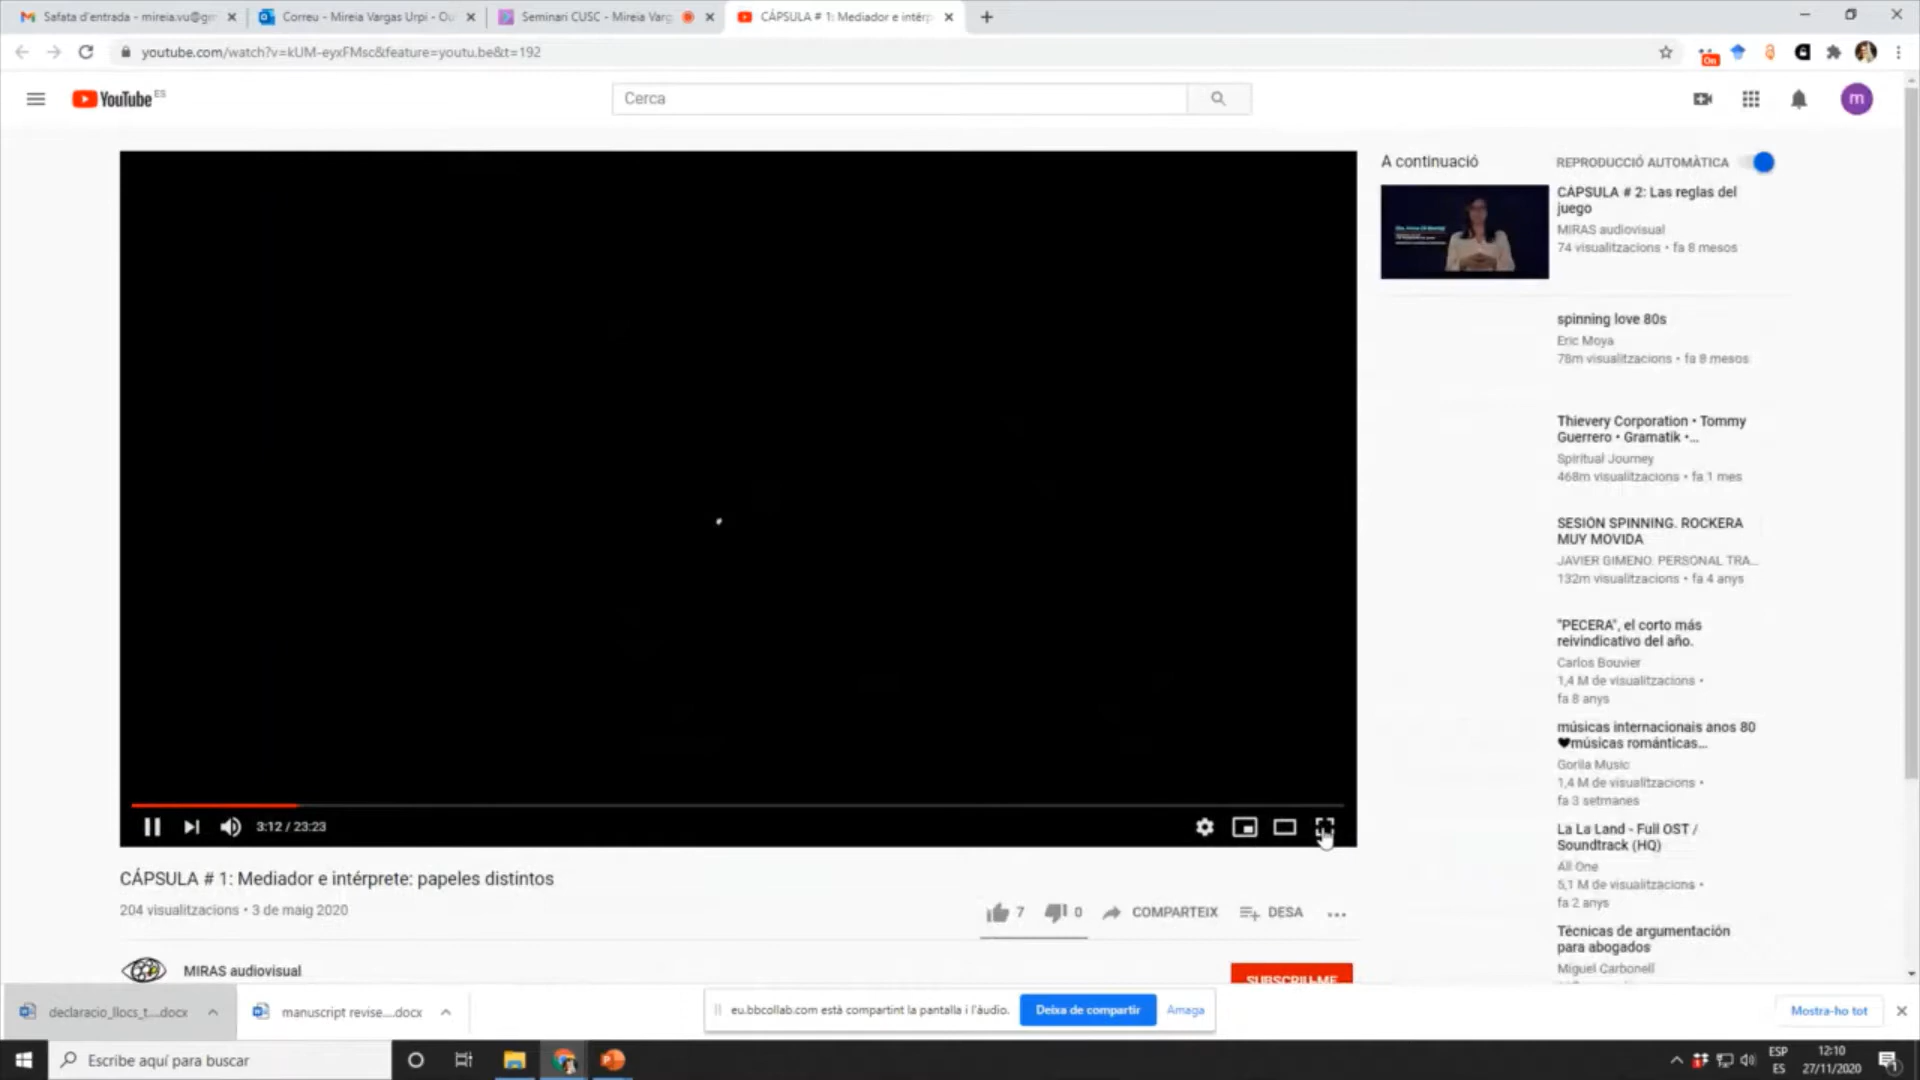 Safata d'entrada - mireia.vu@gm
Correu - Mireia Vargas Urpi - Ou
Seminari CUSC - Mireia Varg
CÁPSULA # 1: Mediador e intérp
youtube.com/watch?v=kUM-eyxFMsc&feature=youtu.be&t=192
On
YouTube ES
Cerca
m
A continuació
REPRODUCCIÓ AUTOMÀTICA
CÁPSULA # 2: Las reglas del
juego
MIRAS audiovisual
74 visualitzacions • fa 8 mesos
spinning love 80s
Eric Moya
78m visualitzacions • fa 8 mesos
Thievery Corporation • Tommy
Guerrero • Gramatik •...
Spiritual Journey
468m visualitzacions • fa 1 mes
SESIÓN SPINNING. ROCKERA
MUY MOVIDA
JAVIER GIMENO. PERSONAL TRA...
132m visualitzacions • fa 4 anys
"PECERA", el corto más
reivindicativo del año.
Carlos Bouvier
1,4 M de visualitzacions •
fa 8 anys
músicas internacionais anos 80
♥músicas románticas...
Gorila Music
1,4 M de visualitzacions •
fa 3 setmanes
La La Land - Full OST /
Soundtrack (HQ)
All One
5,1 M de visualitzacions •
fa 2 anys
Técnicas de argumentación
para abogados
Miguel Carbonell
3:12 / 23:23
CÁPSULA # 1: Mediador e intérprete: papeles distintos
204 visualitzacions • 3 de maig 2020
7
0
COMPARTEIX
DESA
MIRAS audiovisual
SUBSCRIU-ME
declaracio_llocs_t....docx
manuscript revise....docx
eu.bbcollab.com està compartint la pantalla i l'àudio.
Deixa de compartir
Amaga
Mostra-ho tot
Escribe aquí para buscar
ESP
ES
12:10
27/11/2020
1